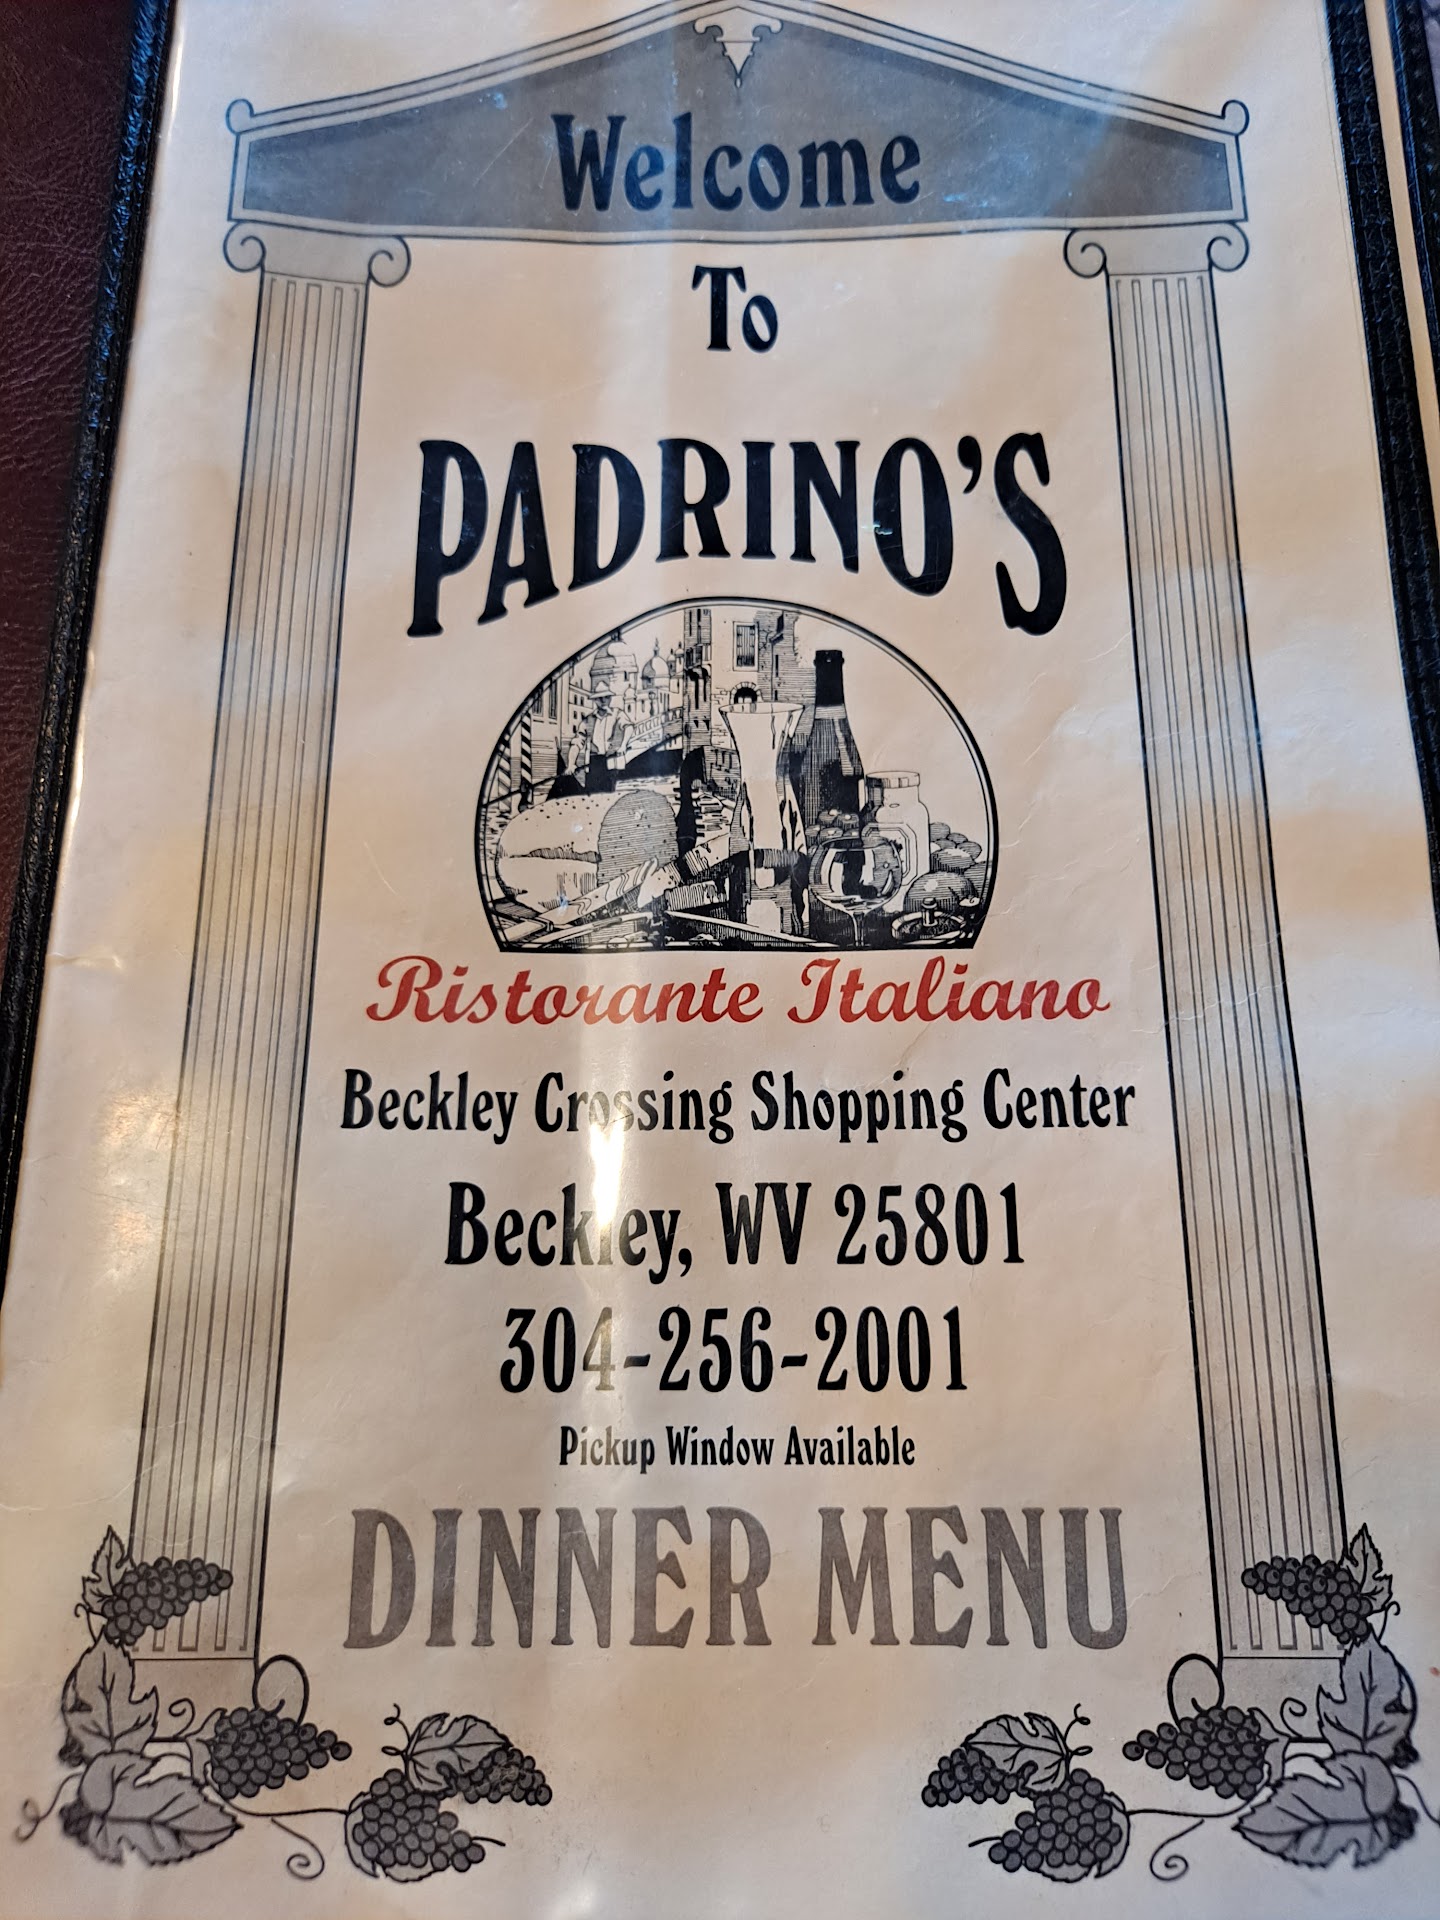 Welcome
To
PADRINO'S
Ristorante Italiano
Beckley Crossing Shopping Center
Beckley, WV 25801
304-256-2001
Pickup Window Available
DINNER MENU